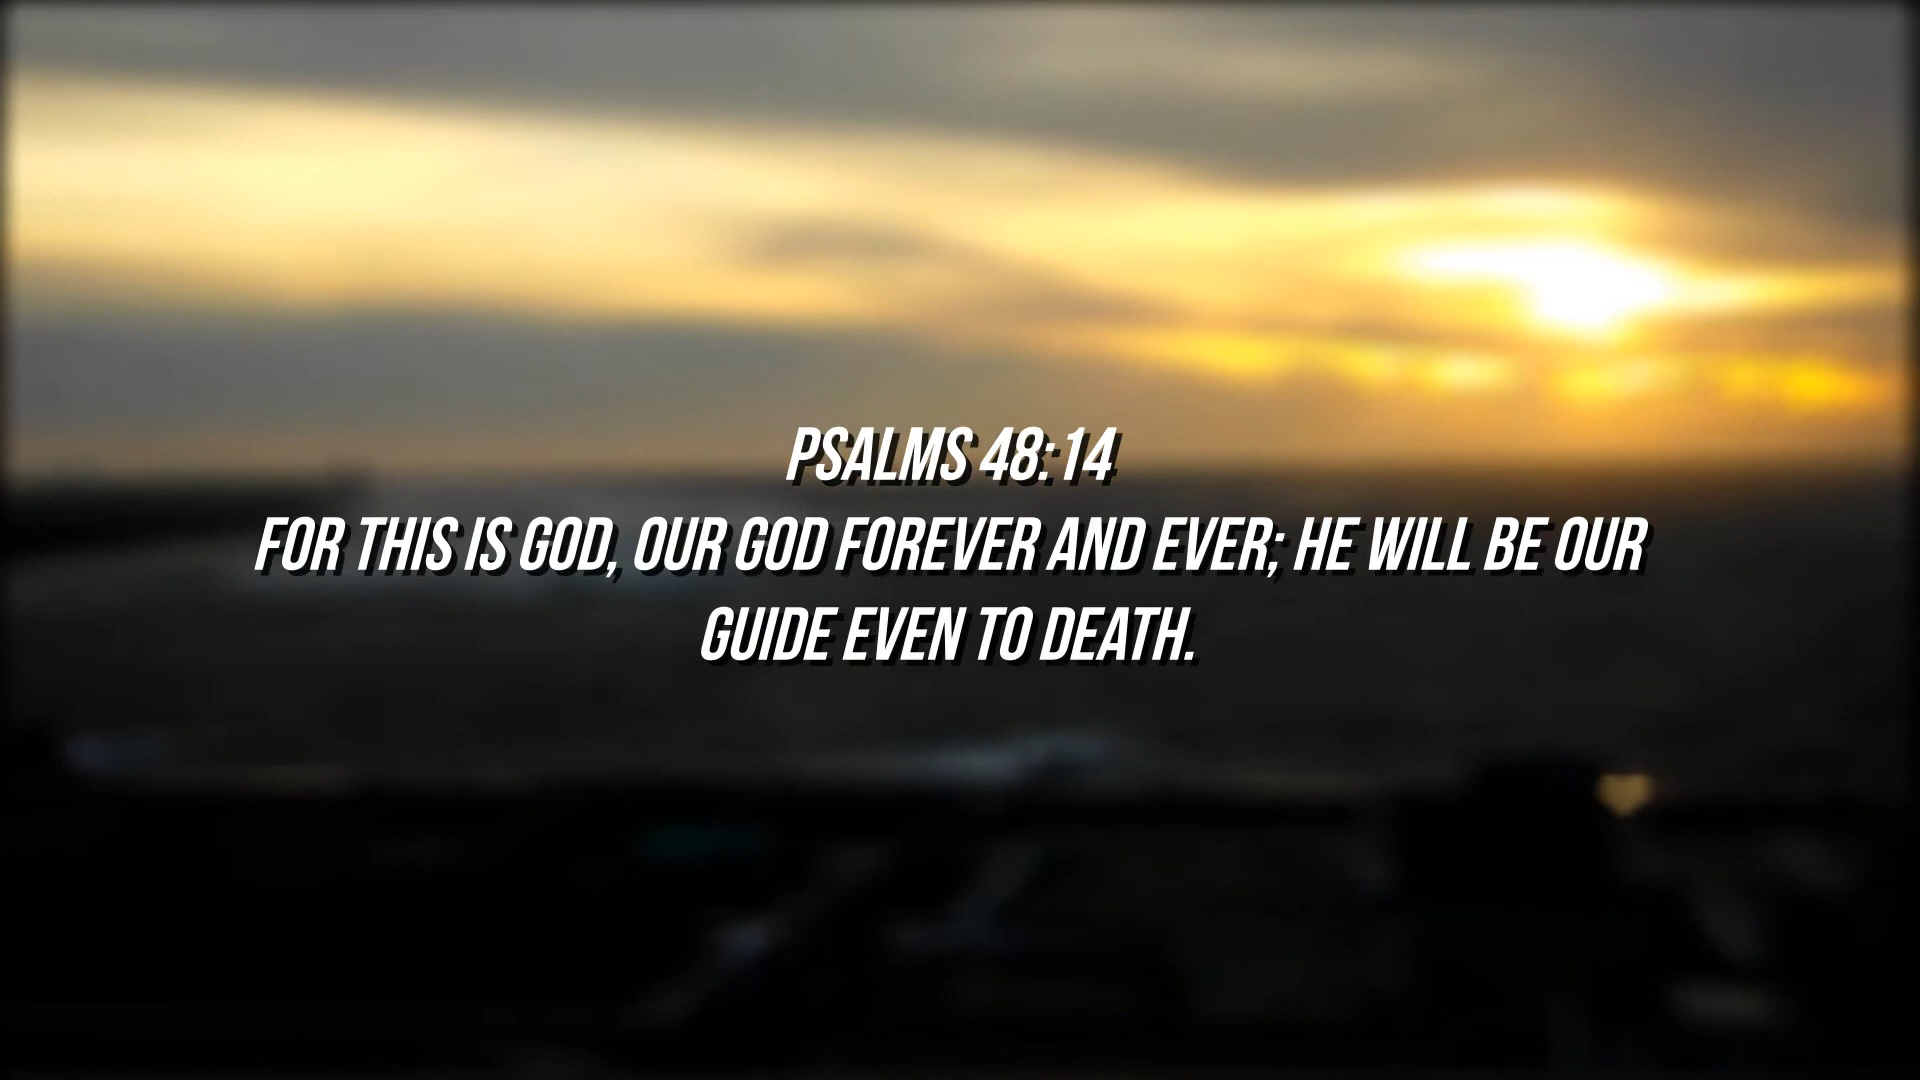 PSALMS 48:14
FOR THIS IS GOD, OUR GOD FOREVER AND EVER; HE WILL BE OUR
GUIDE EVEN TO DEATH.